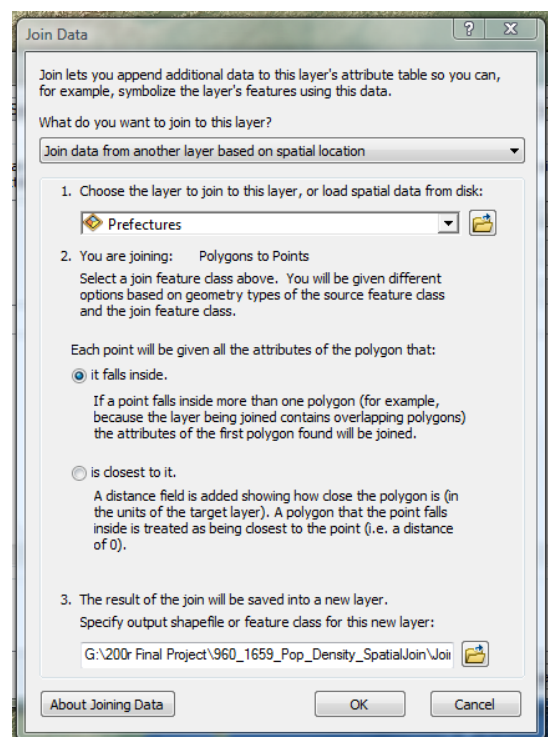 Join Data
Join lets you append additional data to this layer's attribute table so you can,
for example, symbolize the layer's features using this data.
What do you want to join to this layer?
Join data from another layer based on spatial location
1. Choose the layer to join to this layer, or load spatial data from disk:
Prefectures
2. You are joining: Polygons to Points
Select a join feature class above. You will be given different
options based on geometry types of the source feature class
and the join feature class.
Each point will be given all the attributes of the polygon that:
it falls inside.
If a point falls inside more than one polygon (for example,
because the layer being joined contains overlapping polygons)
the attributes of the first polygon found will be joined.
is closest to it.
A distance field is added showing how close the polygon is (in
the units of the target layer). A polygon that the point falls
inside is treated as being closest to the point (i.e. a distance
of 0).
3. The result of the join will be saved into a new layer.
Specify output shapefile or feature class for this new layer:
G:\200r Final Project\960_1659_Pop_Density_SpatialJoin\Joi
About Joining Data OK Cancel